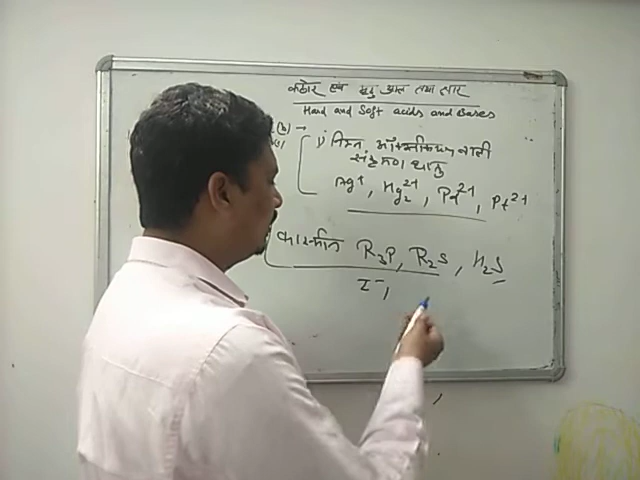 कठोर एवं मृदु अम्ल तथा क्षार
Hard and Soft acids and Bases
(b) →
i) निम्न ऑक्सीकरण वाली
संक्रमण धातु
Ag⁺, Hg₂²⁺, Pd²⁺, Pt²⁺
R₃P, R₂S, H₂S
I⁻,